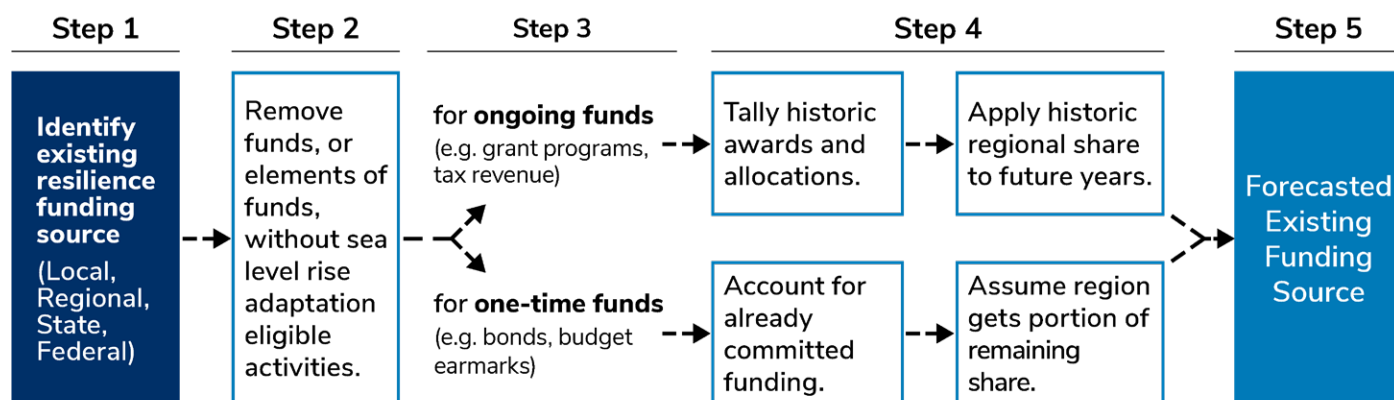 Step 1
Identify
existing
resilience
funding
source
(Local,
Regional,
State,
Federal)
Step 2
Remove
funds, or
elements of
funds,
without sea
level rise
adaptation
eligible
activities.
Step 3
for ongoing funds
(e.g. grant programs,
tax revenue)
for one-time funds
(e.g. bonds, budget
earmarks)
Step 4
Tally historic
awards and
allocations.
Apply historic
regional share
to future years.
Account for
already
committed
funding.
Assume region
gets portion of
remaining
share.
Step 5
Forecasted
Existing
Funding
Source